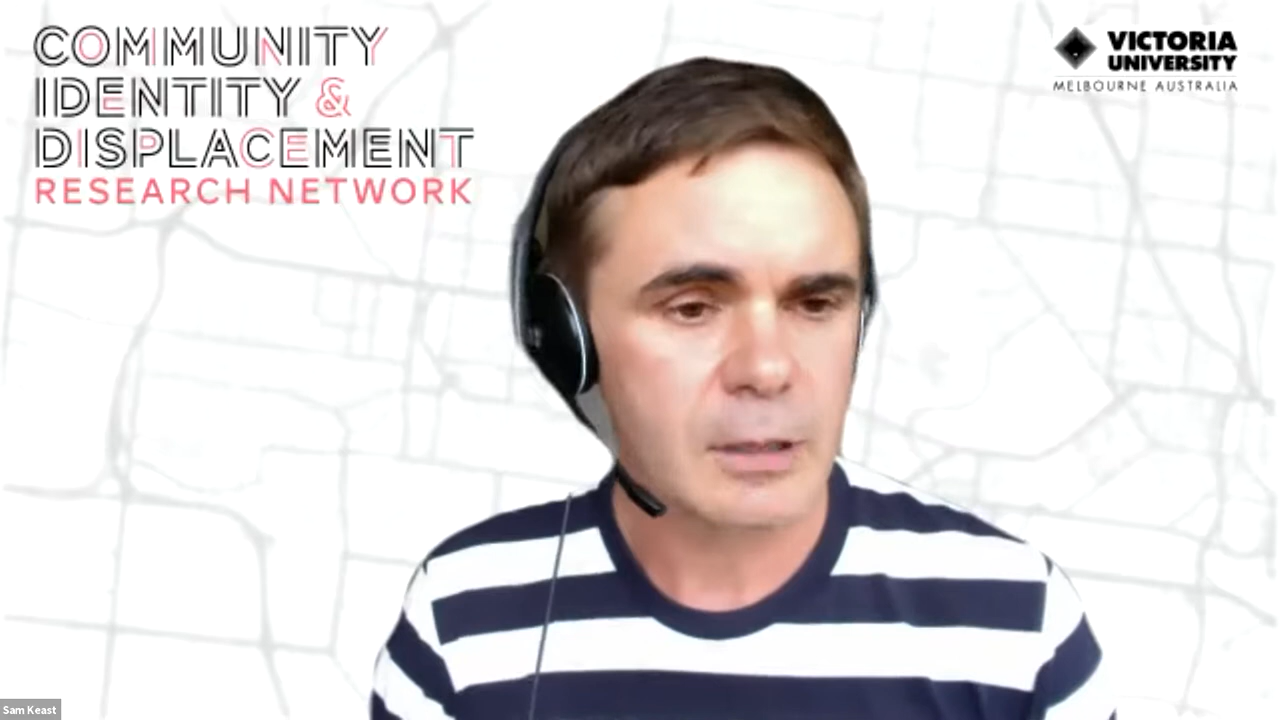 COMMUNITY
IDENTITY &
DISPLACEMENT
RESEARCH NETWORK
VICTORIA
UNIVERSITY
MELBOURNE AUSTRALIA
Sam Keast